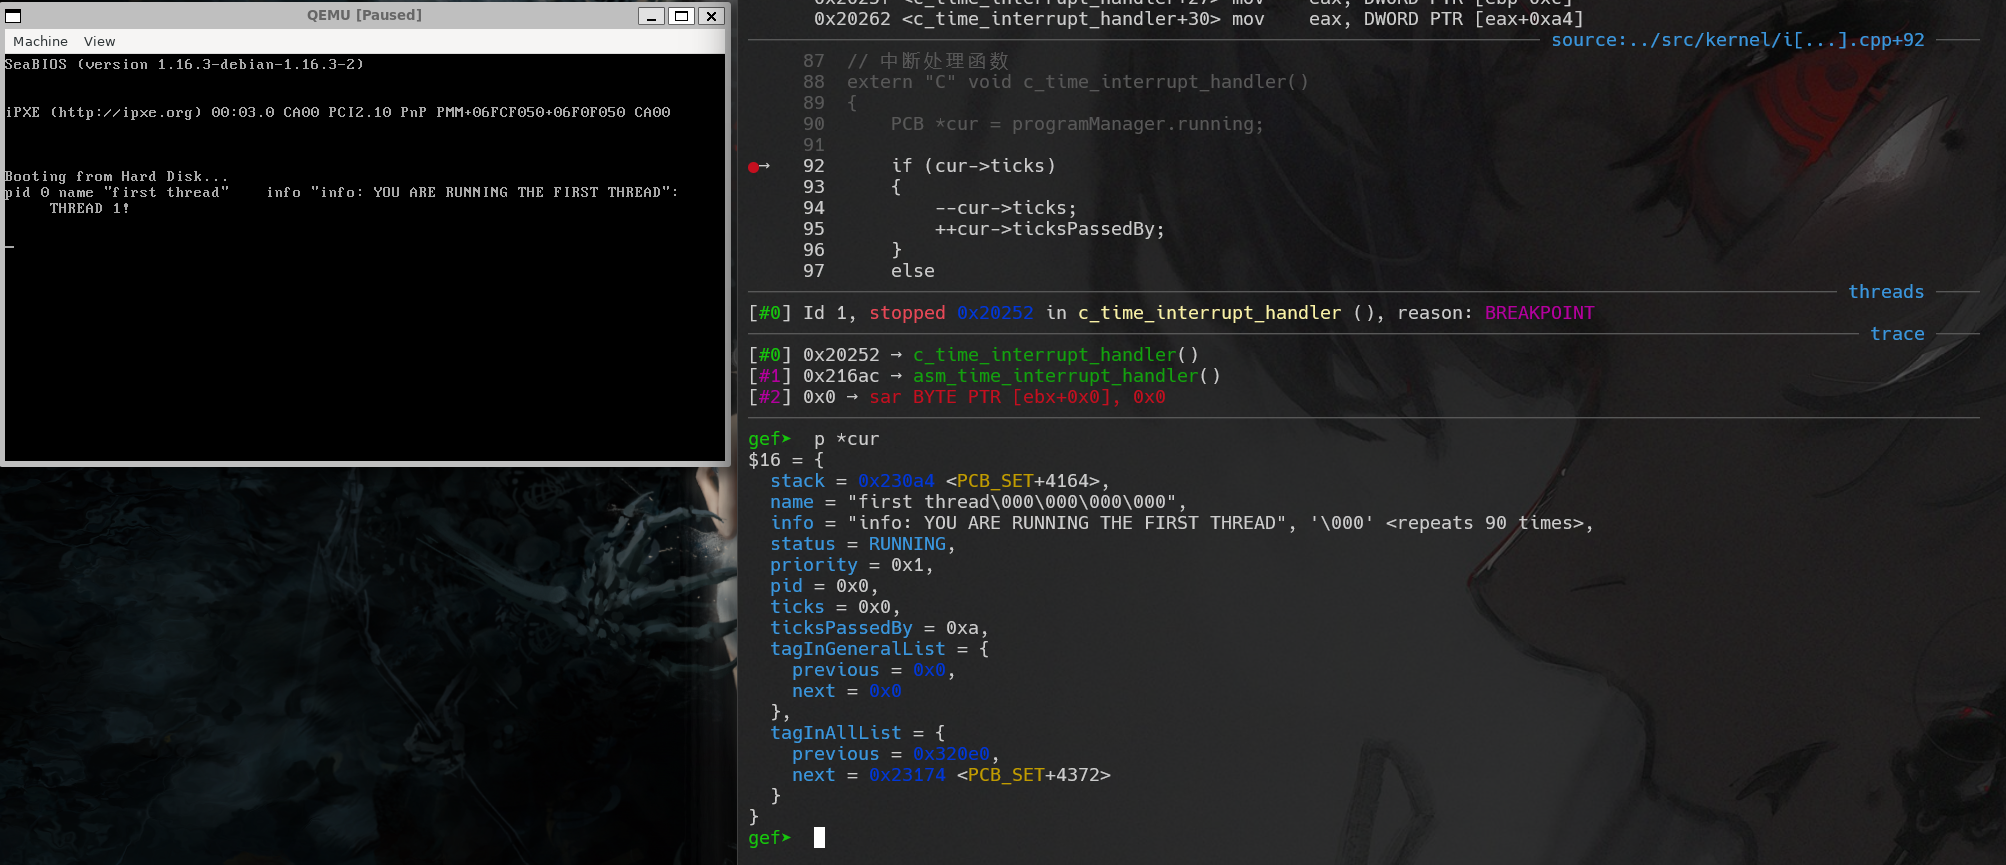 QEMU [Paused]
Machine View
SeaBIOS (version 1.16.3-debian-1.16.3-2)
iPXE (http://ipxe.org) 00:03.0 CA00 PCI2.10 PnP PMM+06FCF050+06F0F050 CA00
Booting from Hard Disk...
pid 0 name "first thread"    info "info: YOU ARE RUNNING THE FIRST THREAD":
THREAD 1!
0x20262 <c_time_interrupt_handler+30> mov    eax, DWORD PTR [eax+0xa4]
source:../src/kernel/i[...].cpp+92
87  // 中断处理函数
88  extern "C" void c_time_interrupt_handler()
89  {
90      PCB *cur = programManager.running;
91
●→   92      if (cur->ticks)
93      {
94          --cur->ticks;
95          ++cur->ticksPassedBy;
96      }
97      else
threads
[#0] Id 1, stopped 0x20252 in c_time_interrupt_handler (), reason: BREAKPOINT
trace
[#0] 0x20252 → c_time_interrupt_handler()
[#1] 0x216ac → asm_time_interrupt_handler()
[#2] 0x0 → sar BYTE PTR [ebx+0x0], 0x0
gef➤  p *cur
$16 = {
  stack = 0x230a4 <PCB_SET+4164>,
  name = "first thread\000\000\000\000",
  info = "info: YOU ARE RUNNING THE FIRST THREAD", '\000' <repeats 90 times>,
  status = RUNNING,
  priority = 0x1,
  pid = 0x0,
  ticks = 0x0,
  ticksPassedBy = 0xa,
  tagInGeneralList = {
    previous = 0x0,
    next = 0x0
  },
  tagInAllList = {
    previous = 0x320e0,
    next = 0x23174 <PCB_SET+4372>
  }
}
gef➤